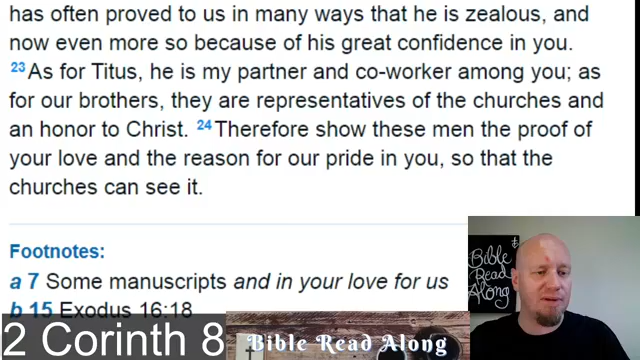 has often proved to us in many ways that he is zealous, and
now even more so because of his great confidence in you.
23 As for Titus, he is my partner and co-worker among you; as
for our brothers, they are representatives of the churches and
an honor to Christ. 24 Therefore show these men the proof of
your love and the reason for our pride in you, so that the
churches can see it.
Footnotes:
a 7 Some manuscripts and in your love for us
b 15 Exodus 16:18
2 Corinth 8
Bible Read Along
Bible
Read
Along